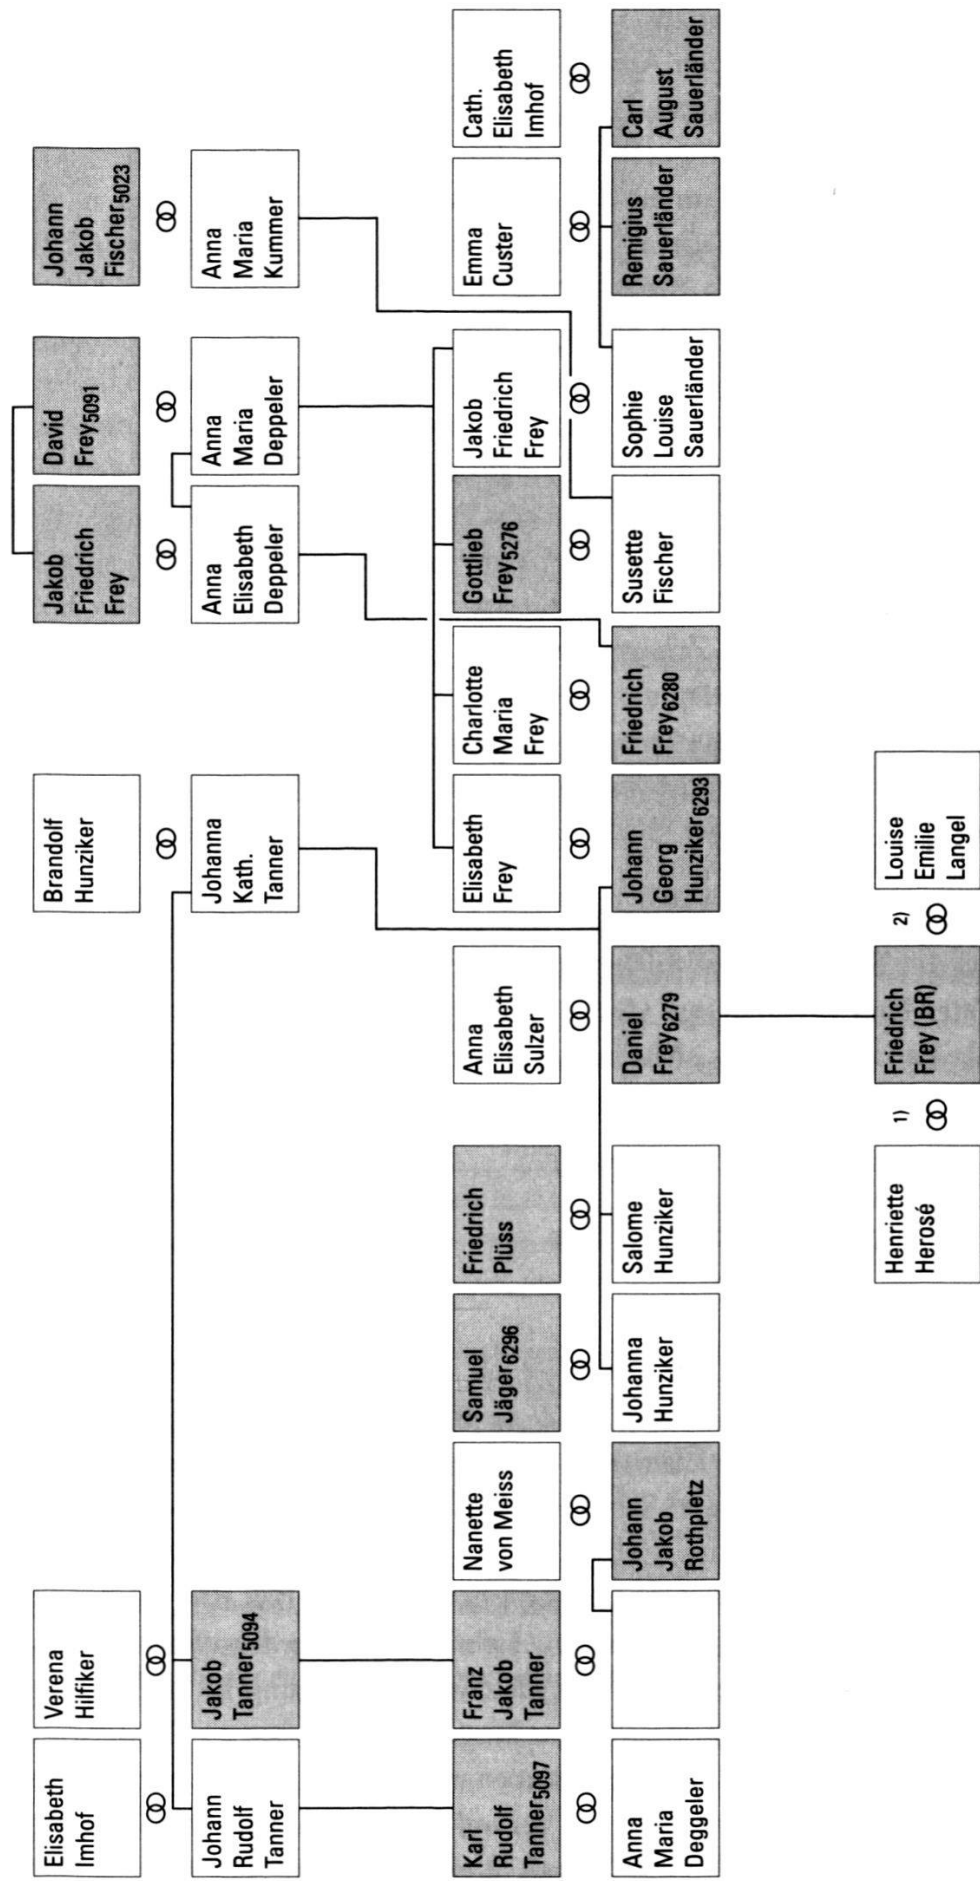 Elisabeth
Imhof
Verena
Hilfiker
Brandolf
Hunziker
Jakob
Friedrich
Frey
David
Frey5091
Johann
Jakob
Fischer5023
Johann
Rudolf
Tanner
Jakob
Tanner5094
Johanna
Kath.
Tanner
Anna
Elisabeth
Deppeler
Anna
Maria
Deppeler
Anna
Maria
Kummer
Karl
Rudolf
Tanner5097
Franz
Jakob
Tanner
Nanette
von Meiss
Samuel
Jäger6296
Friedrich
Plüss
Anna
Elisabeth
Sulzer
Elisabeth
Frey
Charlotte
Maria
Frey
Gottlieb
Frey5276
Jakob
Friedrich
Frey
Emma
Custer
Cath.
Elisabeth
Imhof
Anna
Maria
Deggeler
Johann
Jakob
Rothpletz
Johanna
Hunziker
Salome
Hunziker
Daniel
Frey6279
Johann
Georg
Hunziker6293
Friedrich
Frey6280
Susette
Fischer
Sophie
Louise
Sauerländer
Remigius
Sauerländer
Carl
August
Sauerländer
Henriette
Herosé
1)
Friedrich
Frey (BR)
2)
Louise
Emilie
Langel